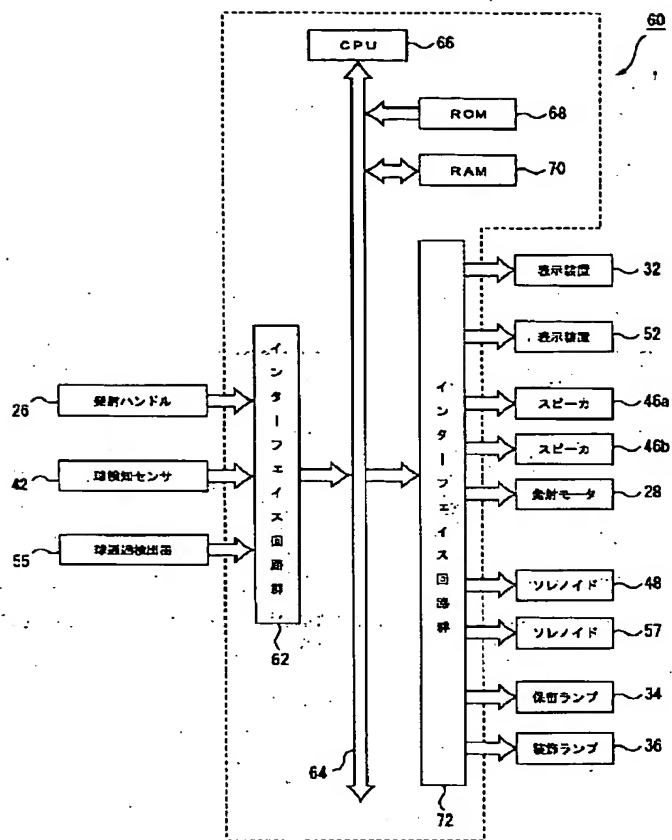 60
CPU
66
ROM
68
RAM
70
表示装置
32
表示装置
52
スピーカ
46a
スピーカ
46b
発射モータ
28
ソレノイド
48
ソレノイド
57
保留ランプ
34
装飾ランプ
36
インターフェイス回路群
72
インターフェイス回路群
62
発射ハンドル
26
球検知センサ
42
球通過検出器
55
64